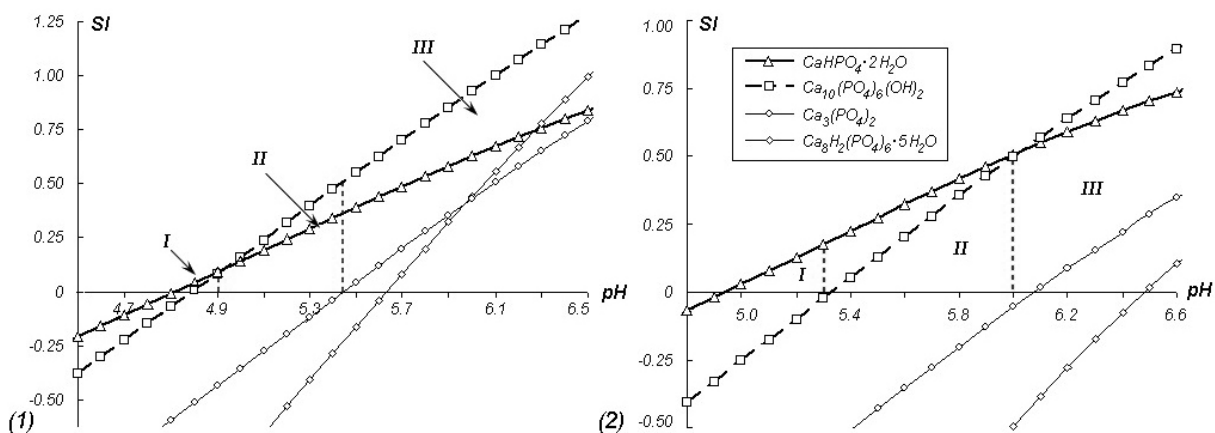 SI
1.25
1.00
0.75
0.50
0.25
0
-0.25
-0.50
4.7
4.9
5.3
5.7
6.1
6.5
pH
I
II
III
(1)
SI
1.00
0.75
0.50
0.25
0
-0.25
0.50
5.0
5.4
5.8
6.2
6.6
pH
CaHPO₄·2H₂O
Ca₁₀(PO₄)₆(OH)₂
Ca₃(PO₄)₂
Ca₈H₂(PO₄)₆·5H₂O
I
II
III
(2)